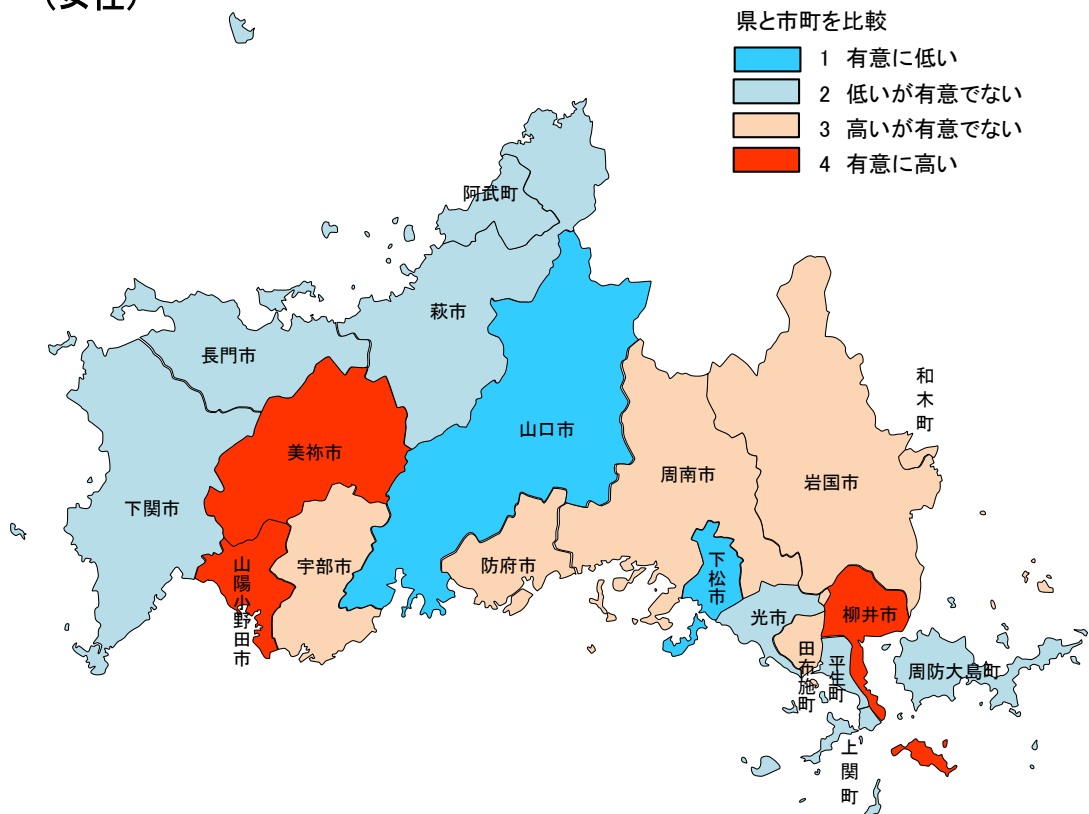 (女性)
県と市町を比較
1 有意に低い
2 低いが有意でない
3 高いが有意でない
4 有意に高い
阿武町
萩市
長門市
和木町
山口市
美祢市
周南市
岩国市
下関市
宇部市
防府市
山陽小野田市
下松市
光市
柳井市
田布施町
平生町
周防大島町
上関町